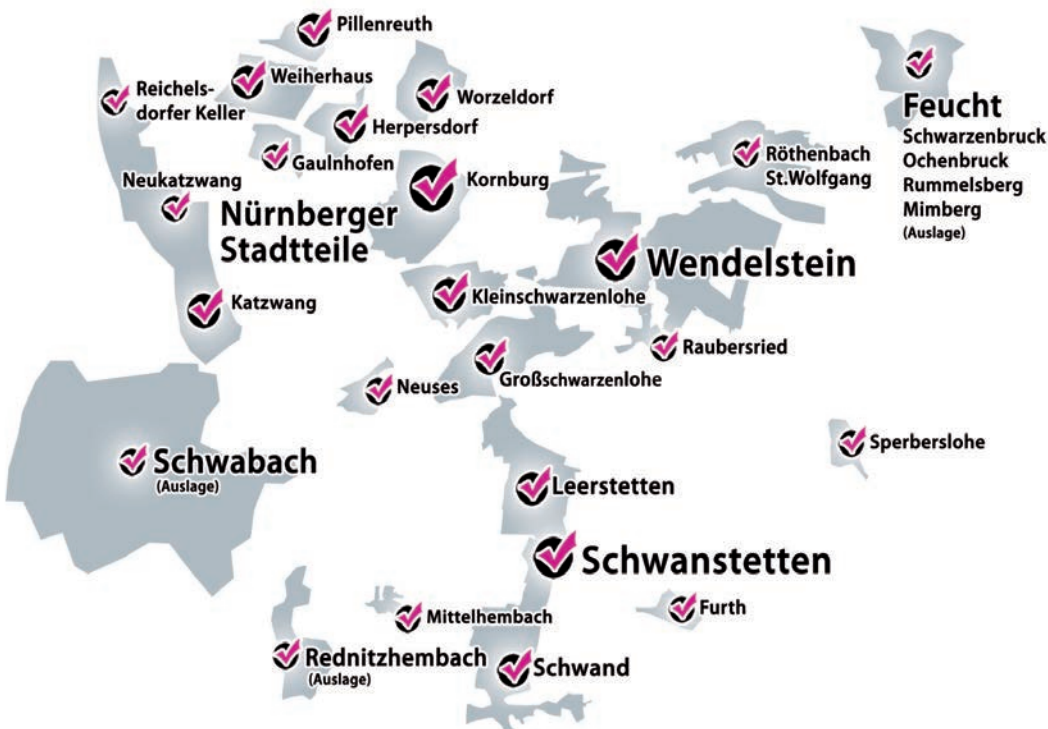 Pillenreuth
Weiherhaus
Reichels-
dorfer Keller
Worzeldorf
Herpersdorf
Gaulnhofen
Neukatzwang
Kornburg
Nürnberger
Stadtteile
Katzwang
Feucht
Schwarzenbruck
Ochenbruck
Rummelsberg
Mimberg
(Auslage)
Röthenbach
St.Wolfgang
Wendelstein
Kleinschwarzenlohe
Raubersried
Großschwarzenlohe
Neuses
Sperberslohe
Schwabach
(Auslage)
Leerstetten
Schwanstetten
Furth
Mittelhembach
Rednitzhembach
(Auslage)
Schwand